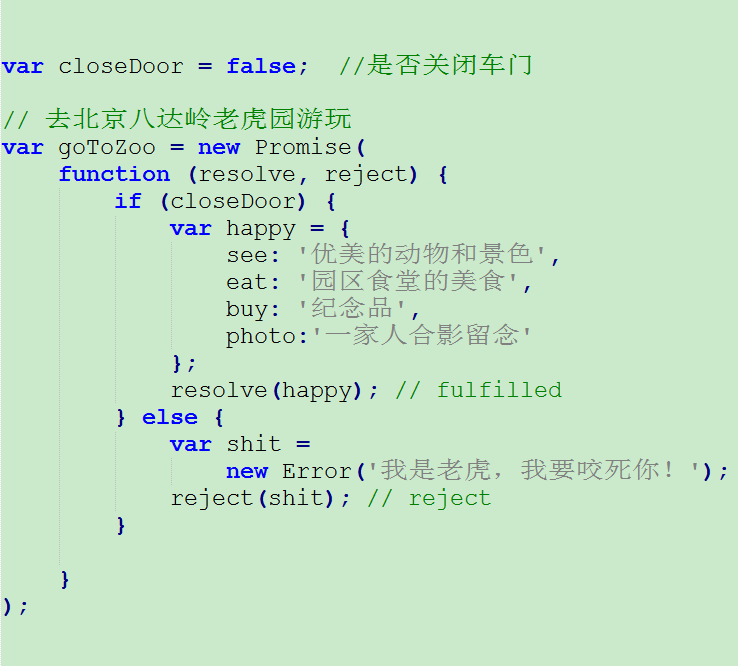 var closeDoor = false;  //是否关闭车门
// 去北京八达岭老虎园游玩
var goToZoo = new Promise(
    function (resolve, reject) {
        if (closeDoor) {
            var happy = {
                see: '优美的动物和景色',
                eat: '园区食堂的美食',
                buy: '纪念品',
                photo:'一家人合影留念'
            };
            resolve(happy); // fulfilled
        } else {
            var shit =
                new Error('我是老虎，我要咬死你！');
            reject(shit); // reject
        }
    }
);